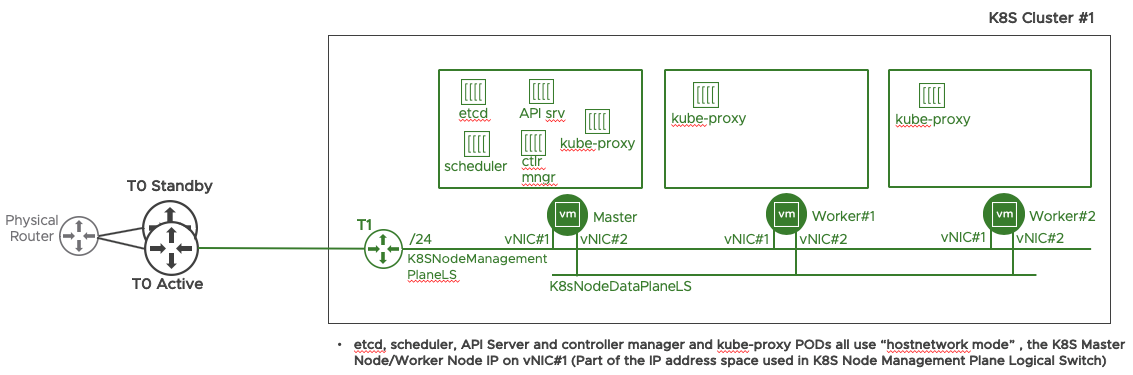 K8S Cluster #1
etcd
API srv
kube-proxy
scheduler
ctlr
mngr
kube-proxy
kube-proxy
T0 Standby
Physical
Router
T0 Active
T1
/24
K8SNodeManagement
PlaneLS
vm
Master
vNIC#1
vNIC#2
vm
Worker#1
vNIC#1
vNIC#2
vm
Worker#2
vNIC#1
vNIC#2
K8sNodeDataPlaneLS
• etcd, scheduler, API Server and controller manager and kube-proxy PODs all use “hostnetwork mode” , the K8S Master
Node/Worker Node IP on vNIC#1 (Part of the IP address space used in K8S Node Management Plane Logical Switch)